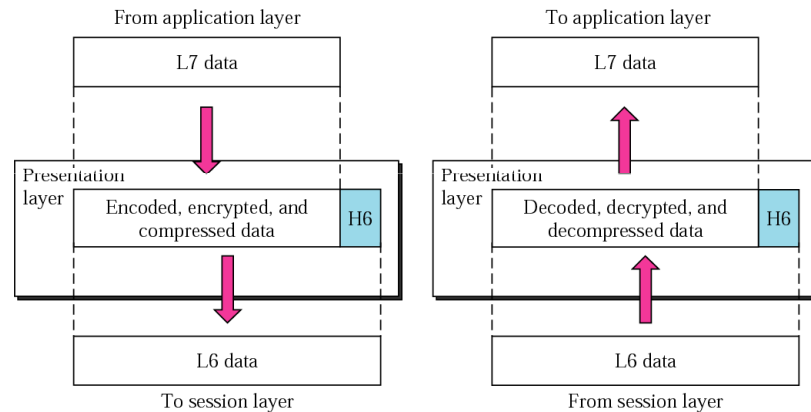 From application layer
L7 data
Presentation
layer
Encoded, encrypted, and
compressed data
H6
L6 data
To session layer
To application layer
L7 data
Presentation
layer
Decoded, decrypted, and
decompressed data
H6
L6 data
From session layer